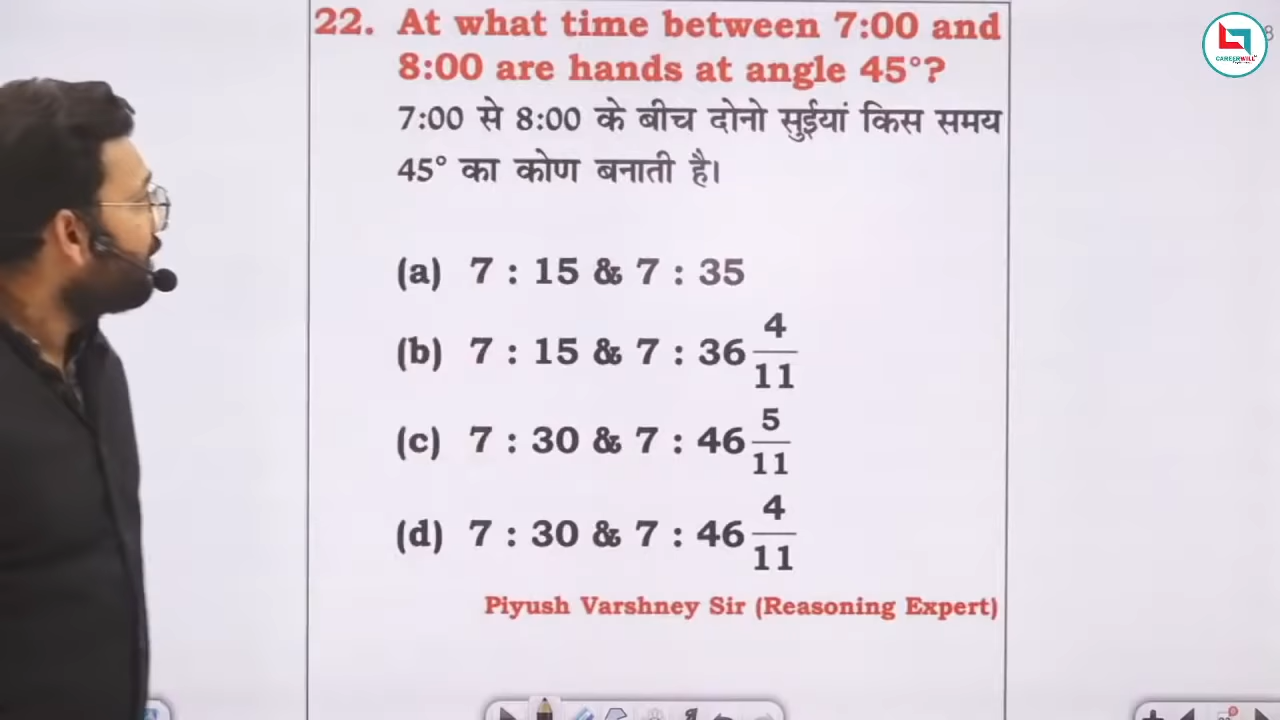 22. At what time between 7:00 and
8:00 are hands at angle 45°?
7:00 से 8:00 के बीच दोनो सुईयां किस समय
45° का कोण बनाती है।
(a) 7 : 15 & 7 : 35
(b) 7 : 15 & 7 : 36 4/11
(c) 7 : 30 & 7 : 46 5/11
(d) 7 : 30 & 7 : 46 4/11
Piyush Varshney Sir (Reasoning Expert)
CAREERWILL
8